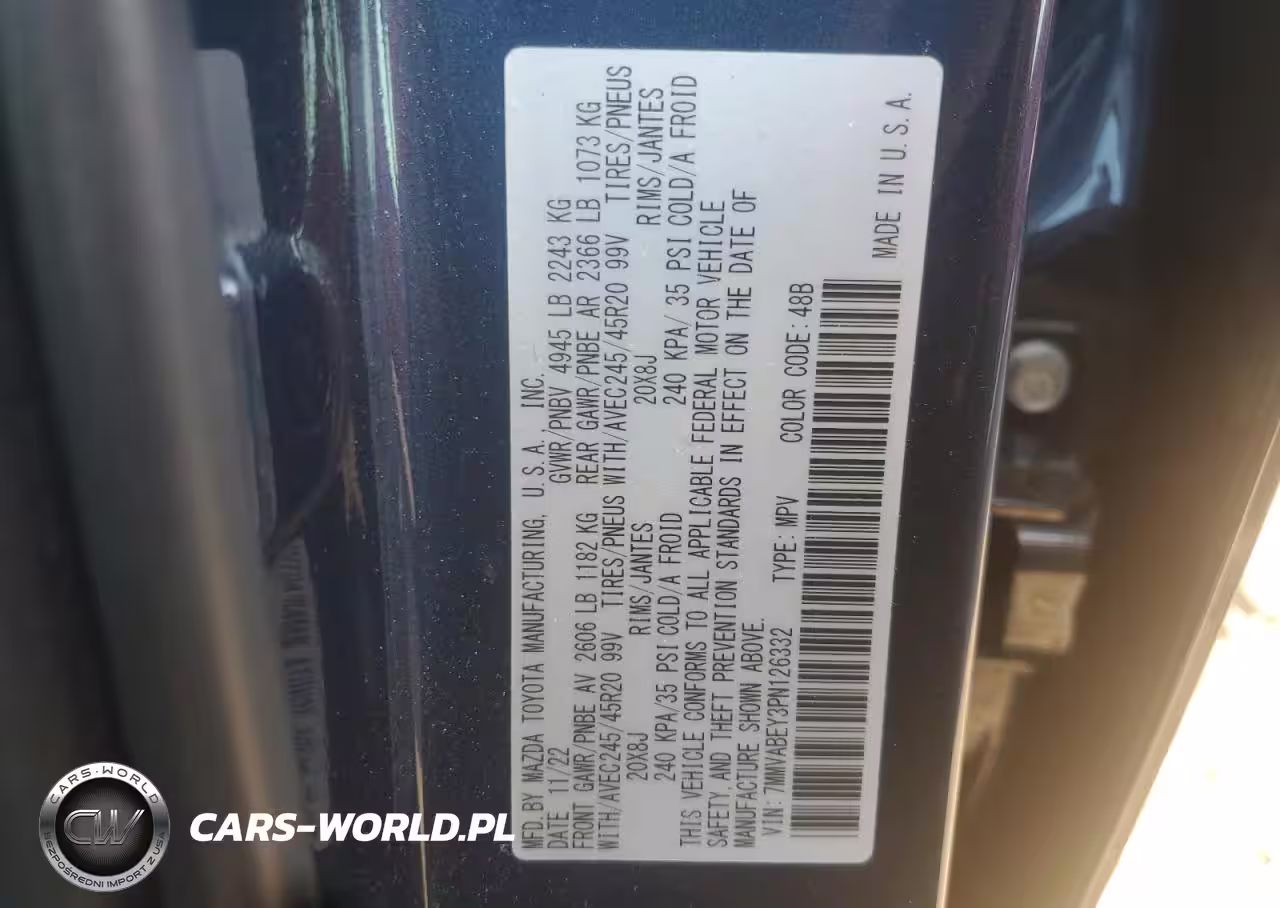 MFD. BY MAZDA TOYOTA MANUFACTURING, U. S. A. INC.
DATE 11/22 GVWR/PNBV 4945 LB 2243 KG
FRONT GAWR/PNBE AV 2606 LB 1182 KG REAR GAWR/PNBE AR 2366 LB 1073 KG
WITH/AVEC245/45R20 99V TIRES/PNEUS WITH/AVEC245/45R20 99V TIRES/PNEUS
20X8J RIMS/JANTES 20X8J RIMS/JANTES
240 KPA/35 PSI COLD/A FROID 240 KPA/ 35 PSI COLD/A FROID
THIS VEHICLE CONFORMS TO ALL APPLICABLE FEDERAL MOTOR VEHICLE
SAFETY, AND THEFT PREVENTION STANDARDS IN EFFECT ON THE DATE OF
MANUFACTURE SHOWN ABOVE.
VIN: 7MMVABEY3PN126332 TYPE: MPV COLOR CODE: 48B
MADE IN U. S. A.
CARS-WORLD
CW
BEZPOŚREDNI IMPORT Z USA
CARS-WORLD.PL